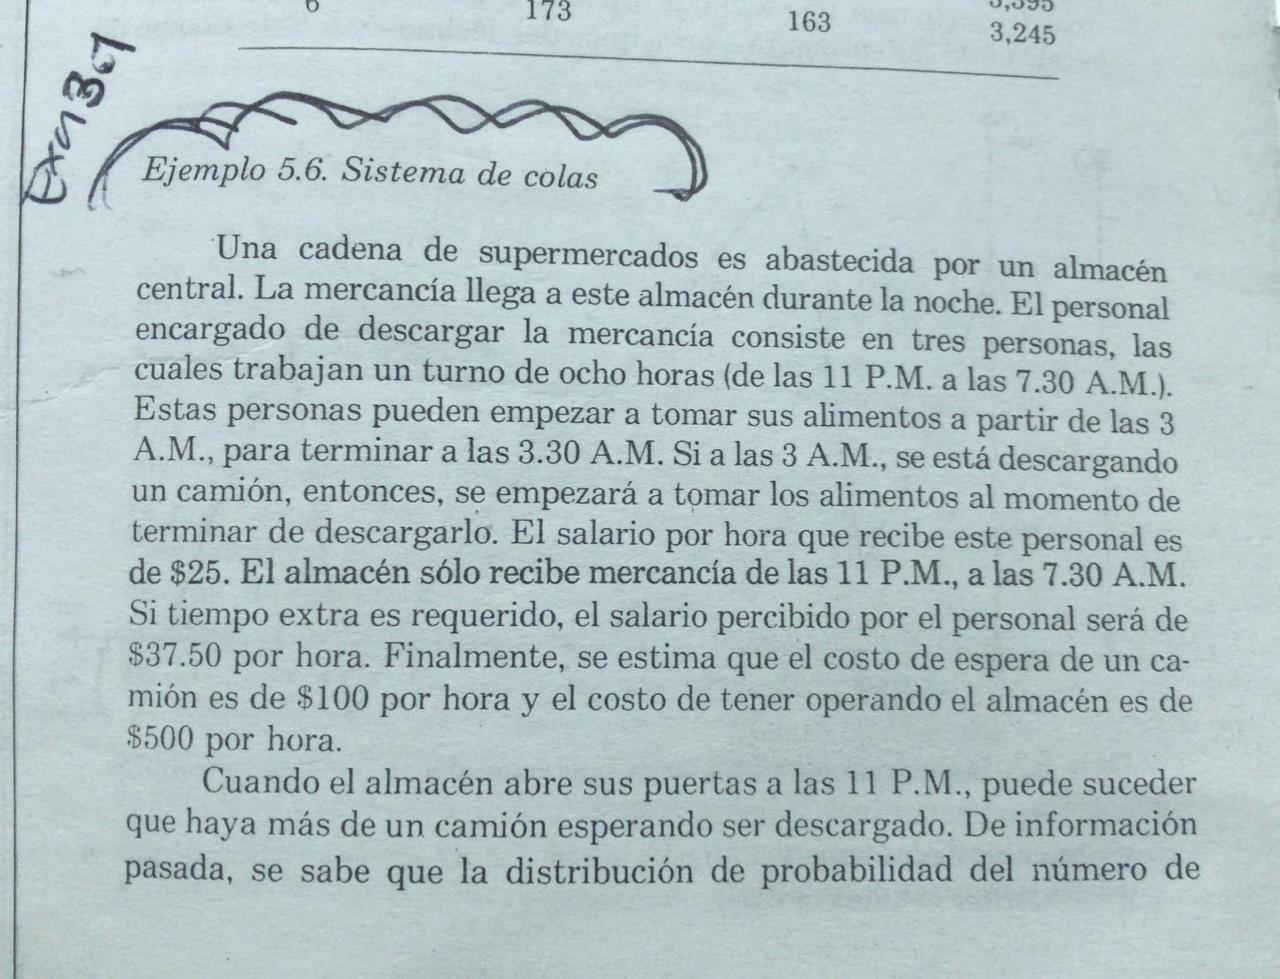 6 173 163 3,395
3,245
Ejemplo 5.6. Sistema de colas
Una cadena de supermercados es abastecida por un almacén
central. La mercancía llega a este almacén durante la noche. El personal
encargado de descargar la mercancía consiste en tres personas, las
cuales trabajan un turno de ocho horas (de las 11 P.M. a las 7.30 A.M.).
Estas personas pueden empezar a tomar sus alimentos a partir de las 3
A.M., para terminar a las 3.30 A.M. Si a las 3 A.M., se está descargando
un camión, entonces, se empezará a tomar los alimentos al momento de
terminar de descargarlo. El salario por hora que recibe este personal es
de $25. El almacén sólo recibe mercancía de las 11 P.M., a las 7.30 A.M.
Si tiempo extra es requerido, el salario percibido por el personal será de
$37.50 por hora. Finalmente, se estima que el costo de espera de un ca-
mión es de $100 por hora y el costo de tener operando el almacén es de
$500 por hora.
Cuando el almacén abre sus puertas a las 11 P.M., puede suceder
que haya más de un camión esperando ser descargado. De información
pasada, se sabe que la distribución de probabilidad del número de